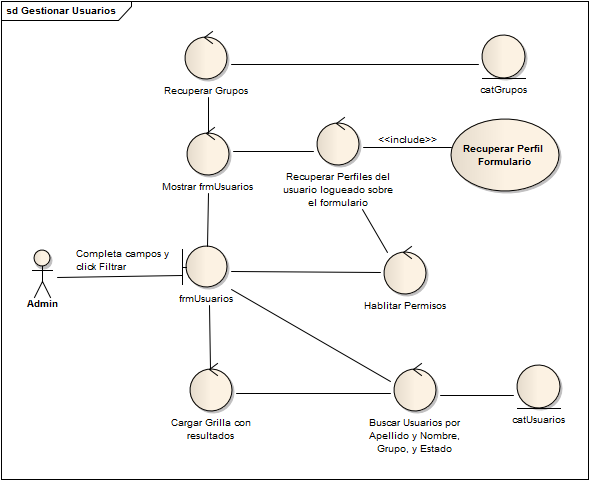 sd Gestionar Usuarios
Recuperar Grupos
catGrupos
<<include>>
Recuperar Perfil
Formulario
Mostrar frmUsuarios
Recuperar Perfiles del
usuario logueado sobre
el formulario
Completa campos y
click Filtrar
Admin
frmUsuarios
Hablitar Permisos
Cargar Grilla con
resultados
Buscar Usuarios por
Apellido y Nombre,
Grupo, y Estado
catUsuarios